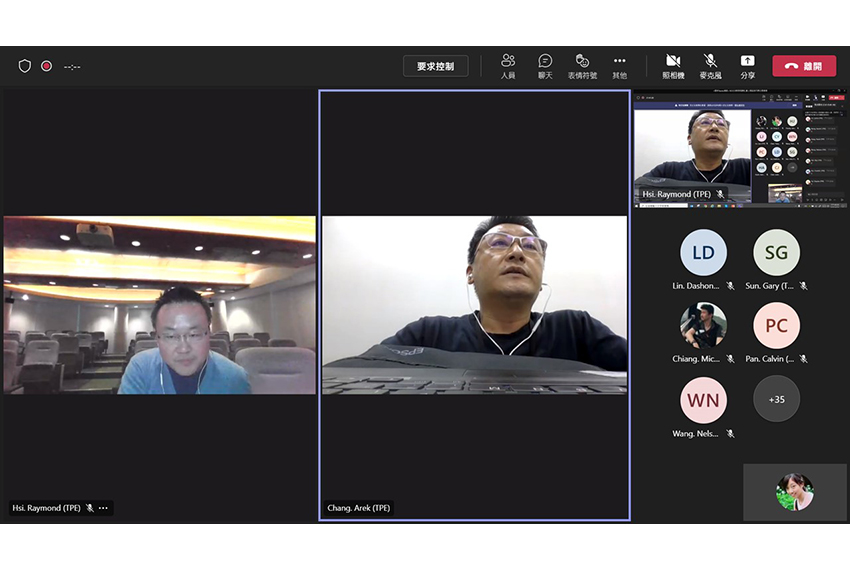 --:--
要求控制
人員
聊天
表情符號
其他
照相機
麥克風
分享
離開
Hsi. Raymond (TPE)
LD
SG
Lin. Dashon...
Sun. Gary (T...
PC
Chiang. Mic...
Pan. Calvin (...
WN
+35
Wang. Nels...
Hsi. Raymond (TPE)
Chang. Arek (TPE)